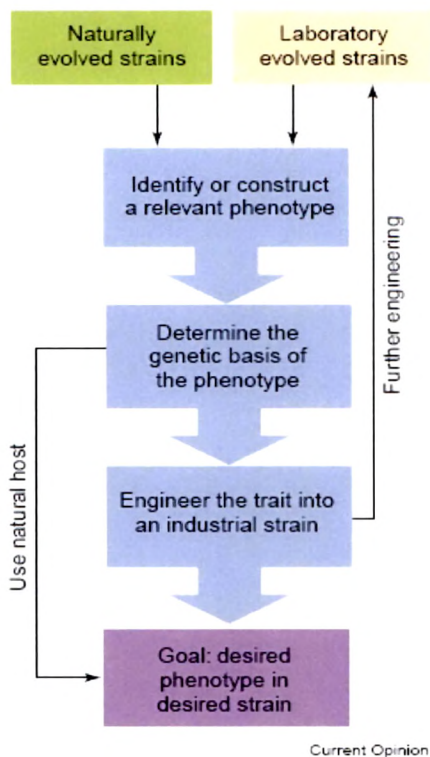 Naturally
evolved strains
Laboratory
evolved strains
Identify or construct
a relevant phenotype
Determine the
genetic basis of
the phenotype
Engineer the trait into
an industrial strain
Goal: desired
phenotype in
desired strain
Use natural host
Further engineering
Current Opinion